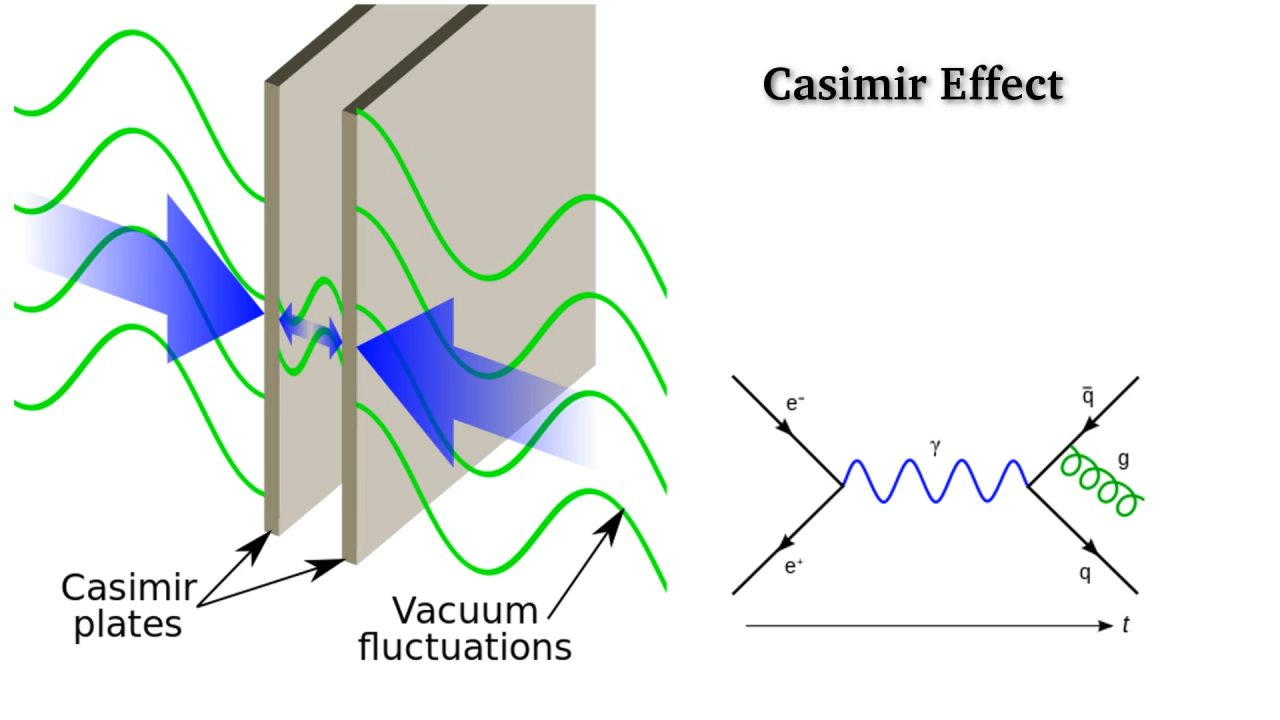 Casimir Effect
Casimir
plates
Vacuum
fluctuations
e⁻
γ
q̄
g
e⁺
q
t